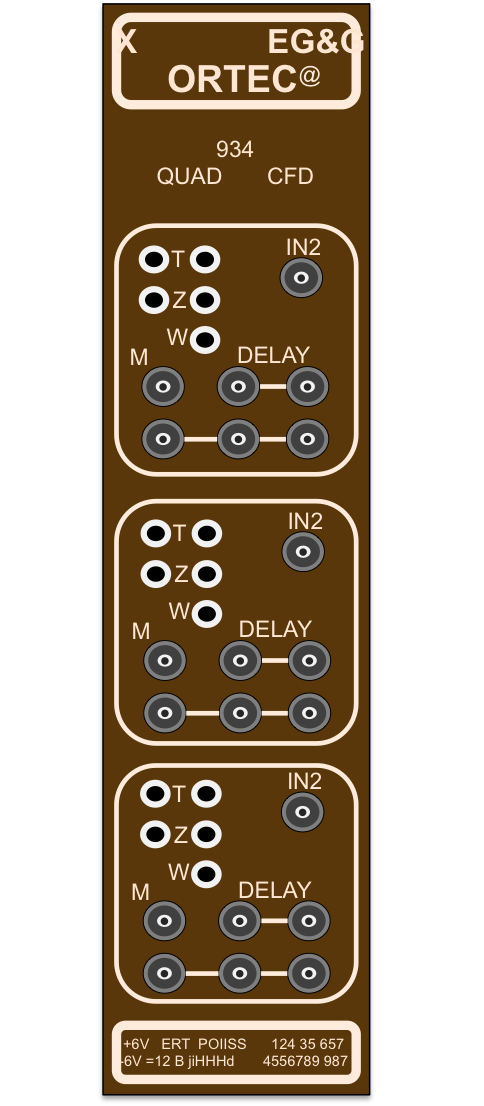 X EG&G
ORTEC@
934
QUAD CFD
IN2
T
Z
W
M DELAY
IN2
T
Z
W
M DELAY
IN2
T
Z
W
M DELAY
+6V ERT POIISS 124 35 657
-6V =12 B jiHHHd 4556789 987